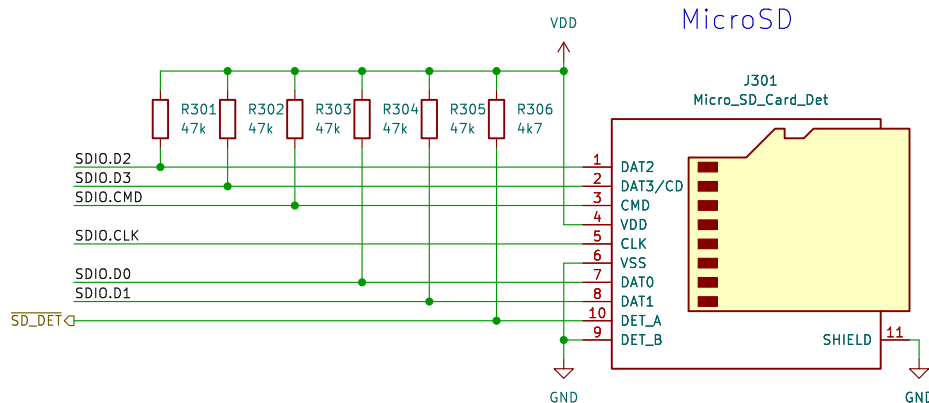 MicroSD
VDD
J301
Micro_SD_Card_Det
R301
47k
R302
47k
R303
47k
R304
47k
R305
47k
R306
4k7
SDIO.D2
SDIO.D3
SDIO.CMD
SDIO.CLK
SDIO.D0
SDIO.D1
SD_DET
1 DAT2
2 DAT3/CD
3 CMD
4 VDD
5 CLK
6 VSS
7 DAT0
8 DAT1
10 DET_A
9 DET_B
SHIELD 11
GND
GND